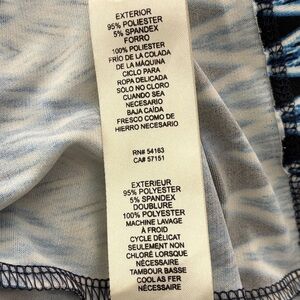 EXTERIOR
95% POLIESTER
5% SPANDEX
FORRO
100% POLIESTER
FRÍO DE LA COLADA
DE LA MÁQUINA
CICLO PARA
ROPA DELICADA
SÓLO NO CLORO
CUANDO SEA
NECESARIO
BAJA CAÍDA
FRESCO COMO DE
HIERRO NECESARIO
RN# 54163
CA# 57151
EXTERIEUR
95% POLYESTER
5% SPANDEX
DOUBLURE
100% POLYESTER
MACHINE LAVAGE
À FROID
CYCLE DÉLICAT
SEULEMENT NON
CHLORÉ LORSQUE
NÉCESSAIRE
TAMBOUR BASSE
COOL AS FER
NÉCESSAIRE